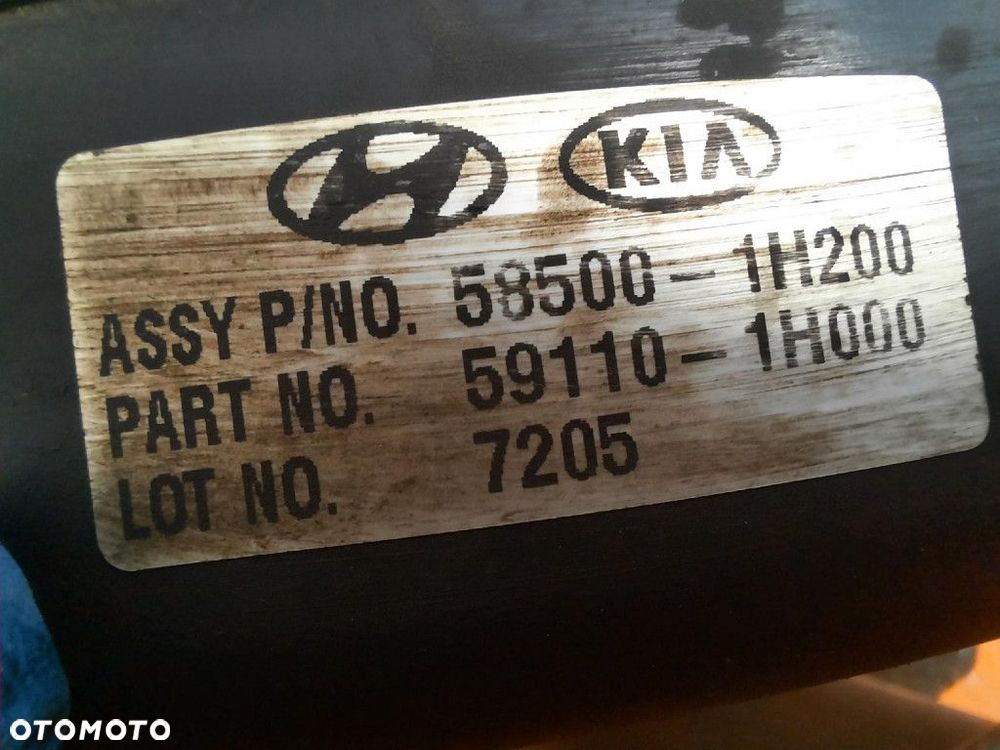 KIA
ASSY P/NO. 58500-1H200
PART NO. 59110-1H000
LOT NO. 7205
OTOMOTO